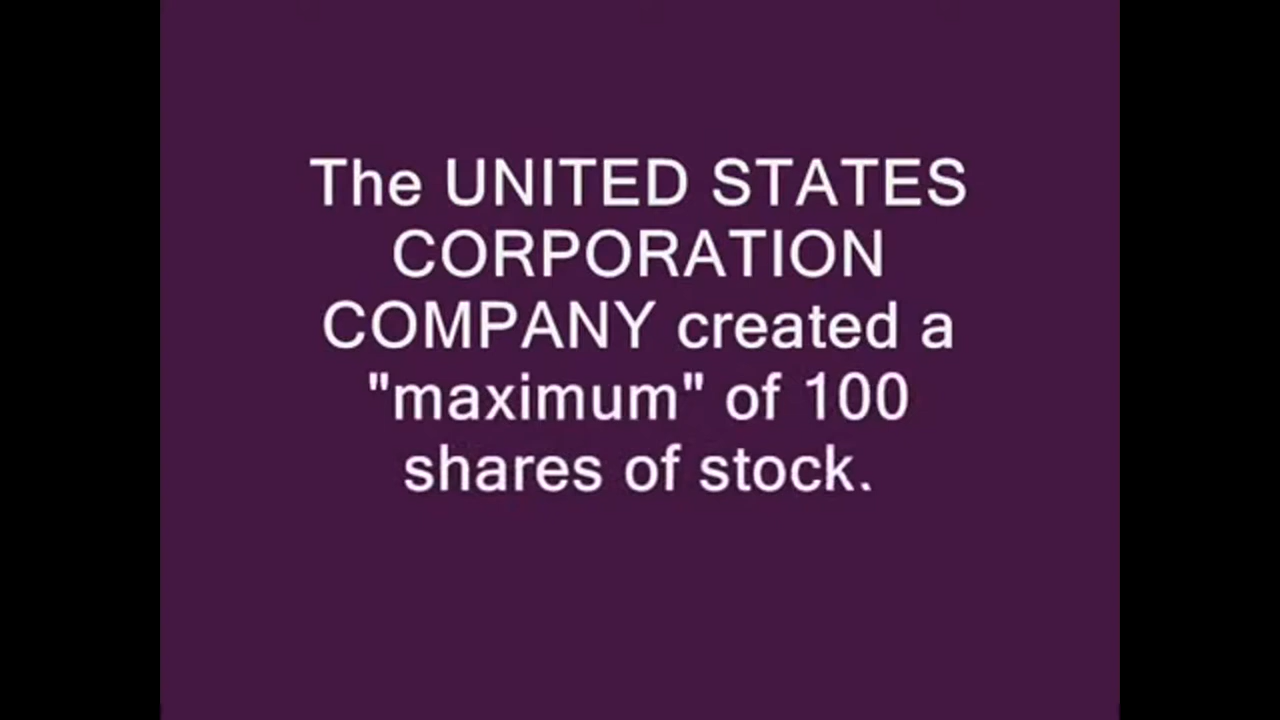 The UNITED STATES
CORPORATION
COMPANY created a
"maximum" of 100
shares of stock.